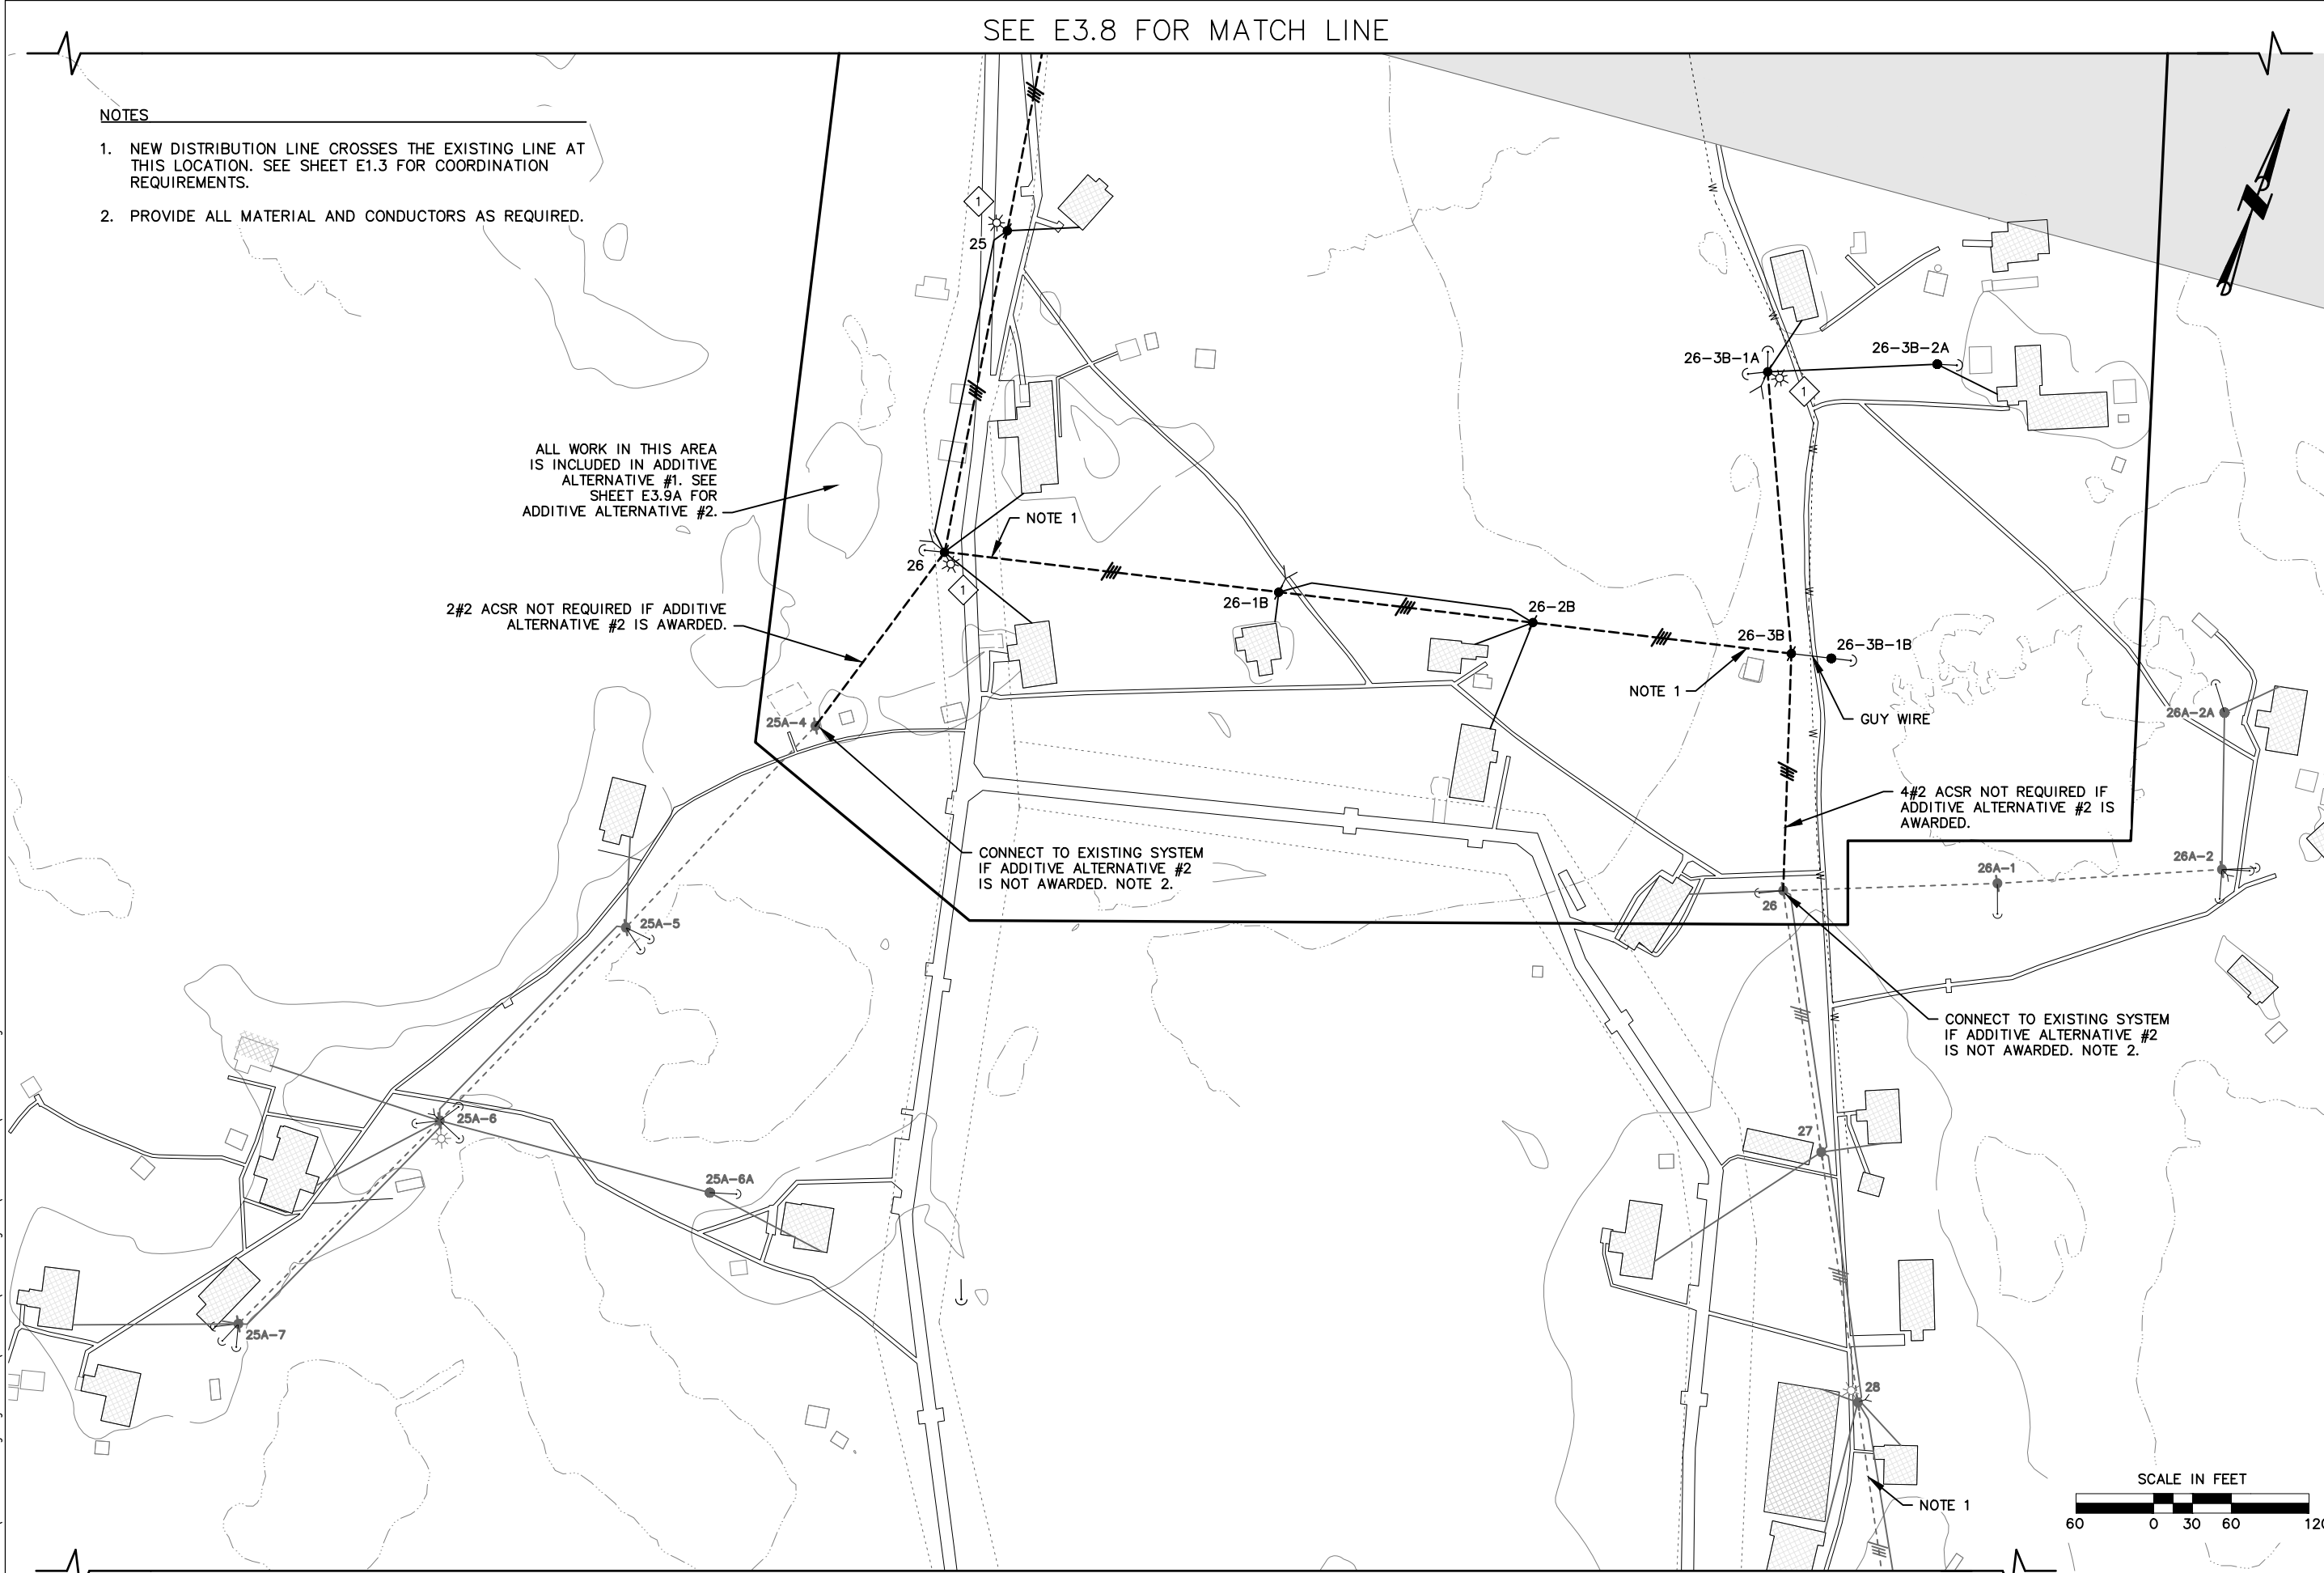 SEE E3.8 FOR MATCH LINE
NOTES
1. NEW DISTRIBUTION LINE CROSSES THE EXISTING LINE AT
THIS LOCATION. SEE SHEET E1.3 FOR COORDINATION
REQUIREMENTS.
2. PROVIDE ALL MATERIAL AND CONDUCTORS AS REQUIRED.
N
1
25
W
W
26-3B-1A
26-3B-2A
1
W
ALL WORK IN THIS AREA
IS INCLUDED IN ADDITIVE
ALTERNATIVE #1. SEE
SHEET E3.9A FOR
ADDITIVE ALTERNATIVE #2.
NOTE 1
26
1
W
26-1B
26-2B
2#2 ACSR NOT REQUIRED IF ADDITIVE
ALTERNATIVE #2 IS AWARDED.
26-3B
26-3B-1B
NOTE 1
GUY WIRE
W
25A-4
26A-2A
4#2 ACSR NOT REQUIRED IF
ADDITIVE ALTERNATIVE #2 IS
AWARDED.
CONNECT TO EXISTING SYSTEM
IF ADDITIVE ALTERNATIVE #2
IS NOT AWARDED. NOTE 2.
W
26
26A-1
26A-2
25A-5
W
CONNECT TO EXISTING SYSTEM
IF ADDITIVE ALTERNATIVE #2
IS NOT AWARDED. NOTE 2.
25A-6
27
25A-6A
25A-7
28
NOTE 1
SCALE IN FEET
60 0 30 60 120